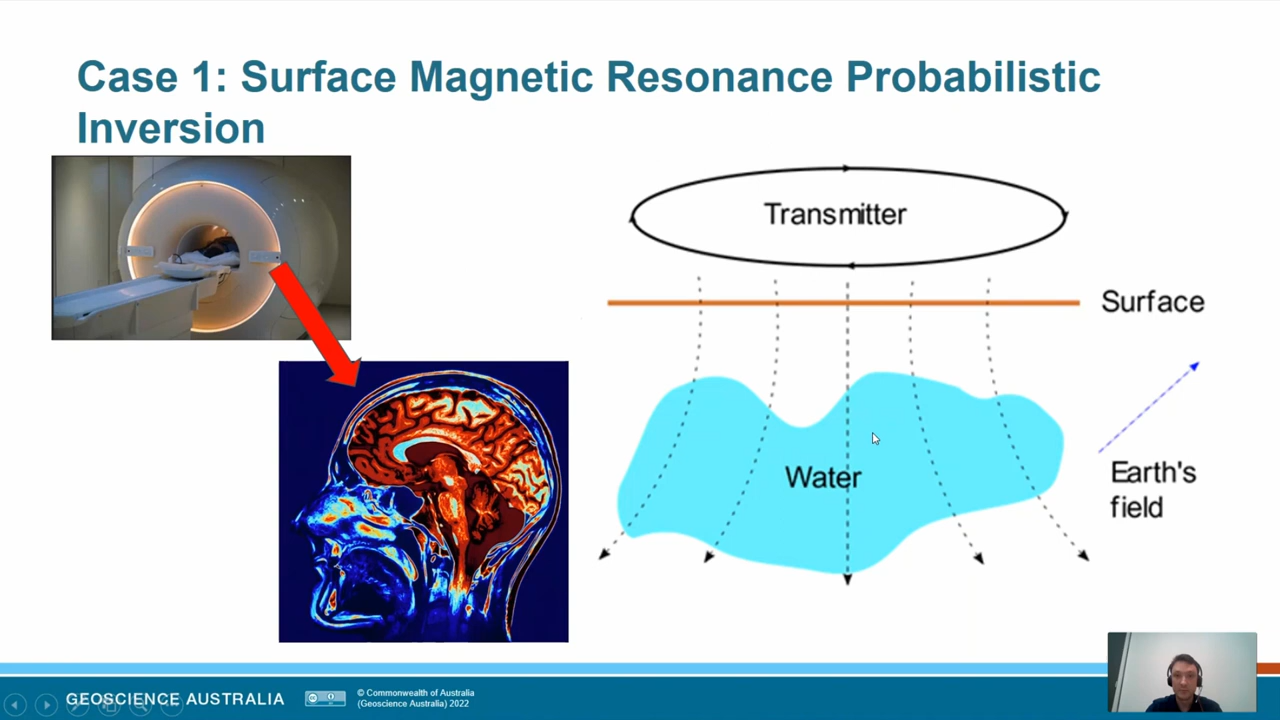 Case 1: Surface Magnetic Resonance Probabilistic
Inversion
Transmitter
Surface
Water
Earth's
field
GEOSCIENCE AUSTRALIA
© Commonwealth of Australia
(Geoscience Australia) 2022